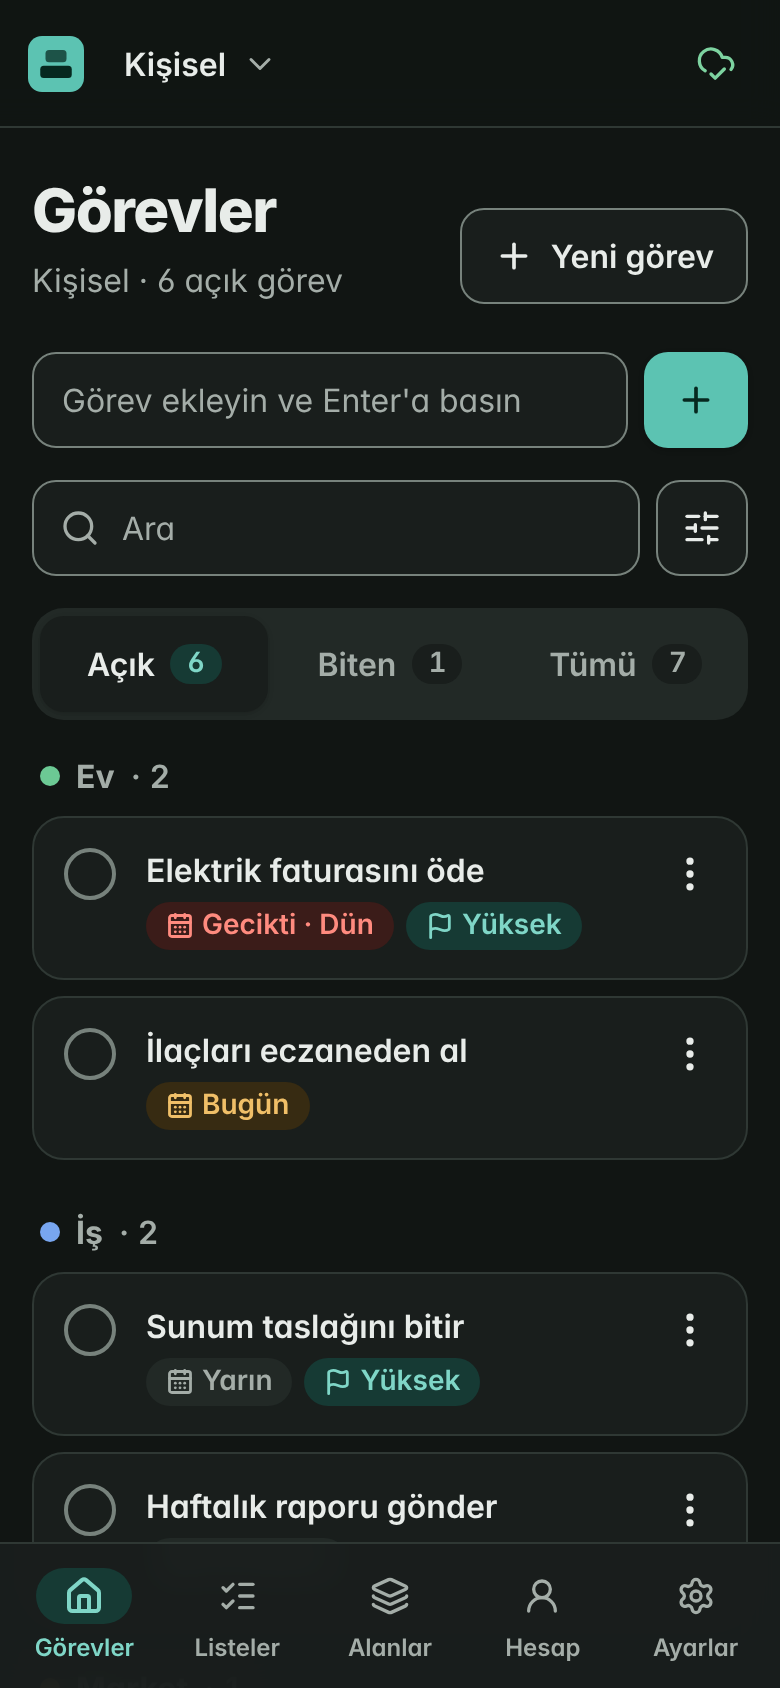 Kişisel
Görevler
Kişisel · 6 açık görev
Yeni görev
Görev ekleyin ve Enter'a basın
Ara
Açık 6
Biten 1
Tümü 7
Ev · 2
Elektrik faturasını öde
Gecikti · Dün
Yüksek
İlaçları eczaneden al
Bugün
İş · 2
Sunum taslağını bitir
Yarın
Yüksek
Haftalık raporu gönder
Görevler
Listeler
Alanlar
Hesap
Ayarlar